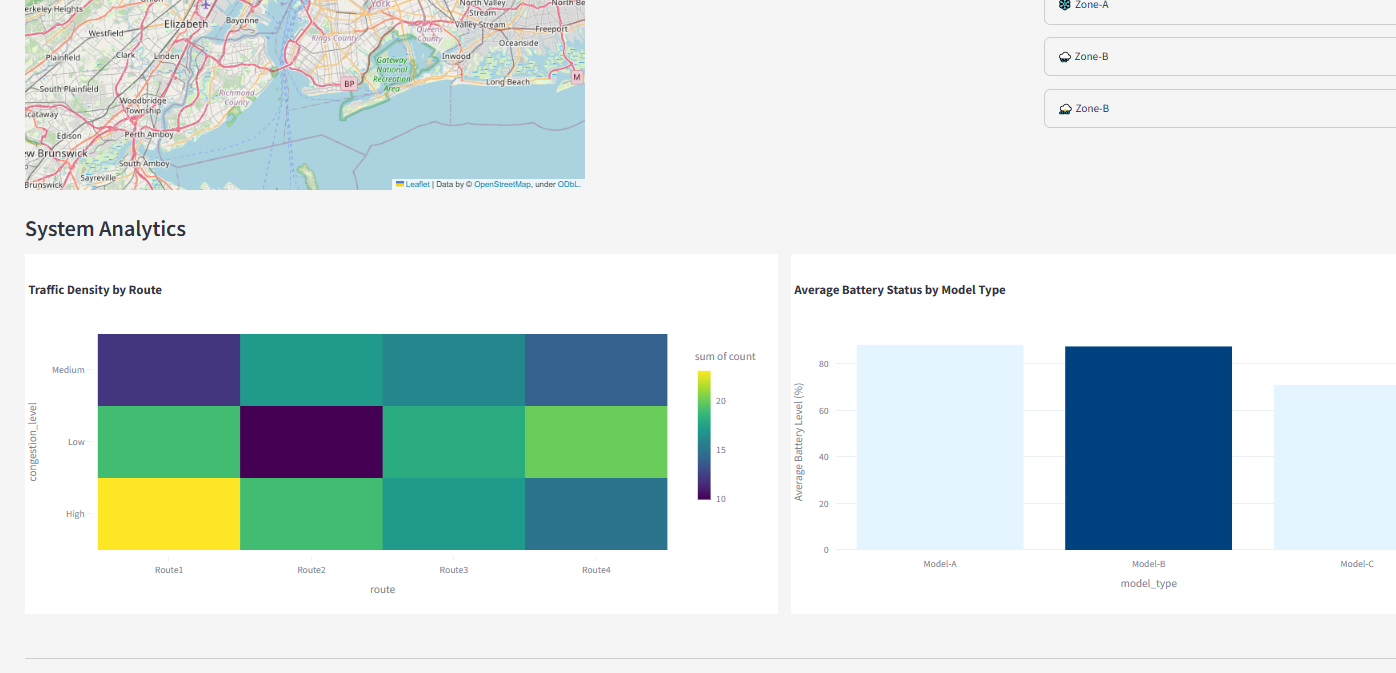 erkeley Heights
Elizabeth
Bayonne
York
North Valley
Stream
North Be
Zone-A
Westfield
Kings County
Queens
County
Valley Stream
Freeport
Oceanside
Plainfield
Clark
Linden
Inwood
Zone-B
Gateway
National
Recreation
Area
BP
M
Long Beach
South Plainfield
Richmond
County
Woodbridge
Township
Zone-B
scataway
Edison
Perth Amboy
w Brunswick
South Amboy
Sayreville
Brunswick
Leaflet | Data by © OpenStreetMap, under ODbL.
System Analytics
Traffic Density by Route
Average Battery Status by Model Type
sum of count
20
15
10
congestion_level
Medium
Low
High
Route1
Route2
Route3
Route4
route
Average Battery Level (%)
80
60
40
20
0
Model-A
Model-B
Model-C
model_type